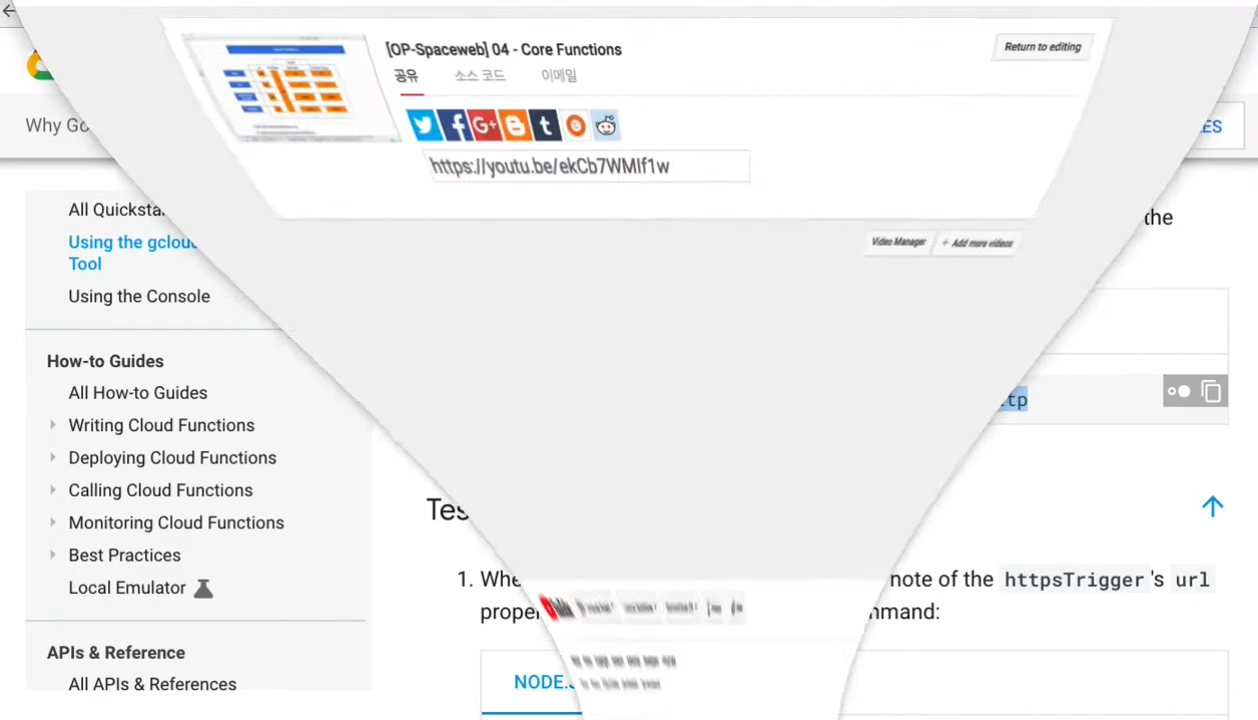 [OP-Spaceweb] 04 - Core Functions
Return to editing
공유
소스 코드
이메일
https://youtu.be/ekCb7WMIf1w
Video Manager
+ Add more videos
Why Go
ES
All Quicksta
Using the gclou
Tool
Using the Console
How-to Guides
All How-to Guides
Writing Cloud Functions
Deploying Cloud Functions
Calling Cloud Functions
Monitoring Cloud Functions
Best Practices
Local Emulator
APIs & Reference
All APIs & References
the
tp
Tes
1. Whe
note of the httpsTrigger's url
proper
mmand:
NODE.